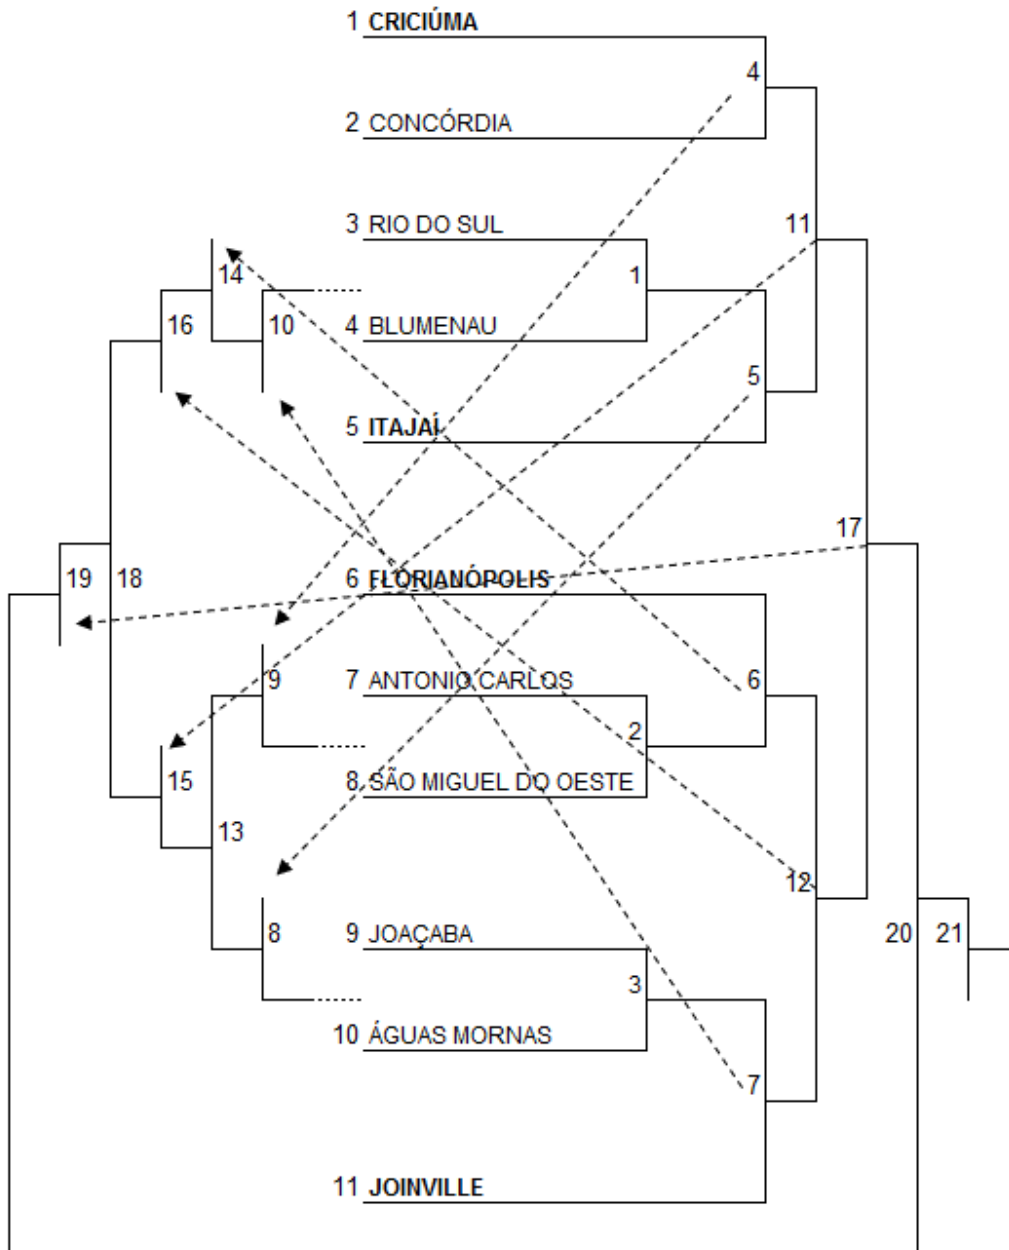 1 CRICIÚMA
4
2 CONCÓRDIA
3 RIO DO SUL
11
14
1
16
10
4 BLUMENAU
5
5 ITAJAÍ
17
19
18
6 FLORIANÓPOLIS
9
7 ANTONIO CARLOS
6
2
15
8 SÃO MIGUEL DO OESTE
13
12
8
9 JOAÇABA
20
21
3
10 ÁGUAS MORNAS
7
11 JOINVILLE